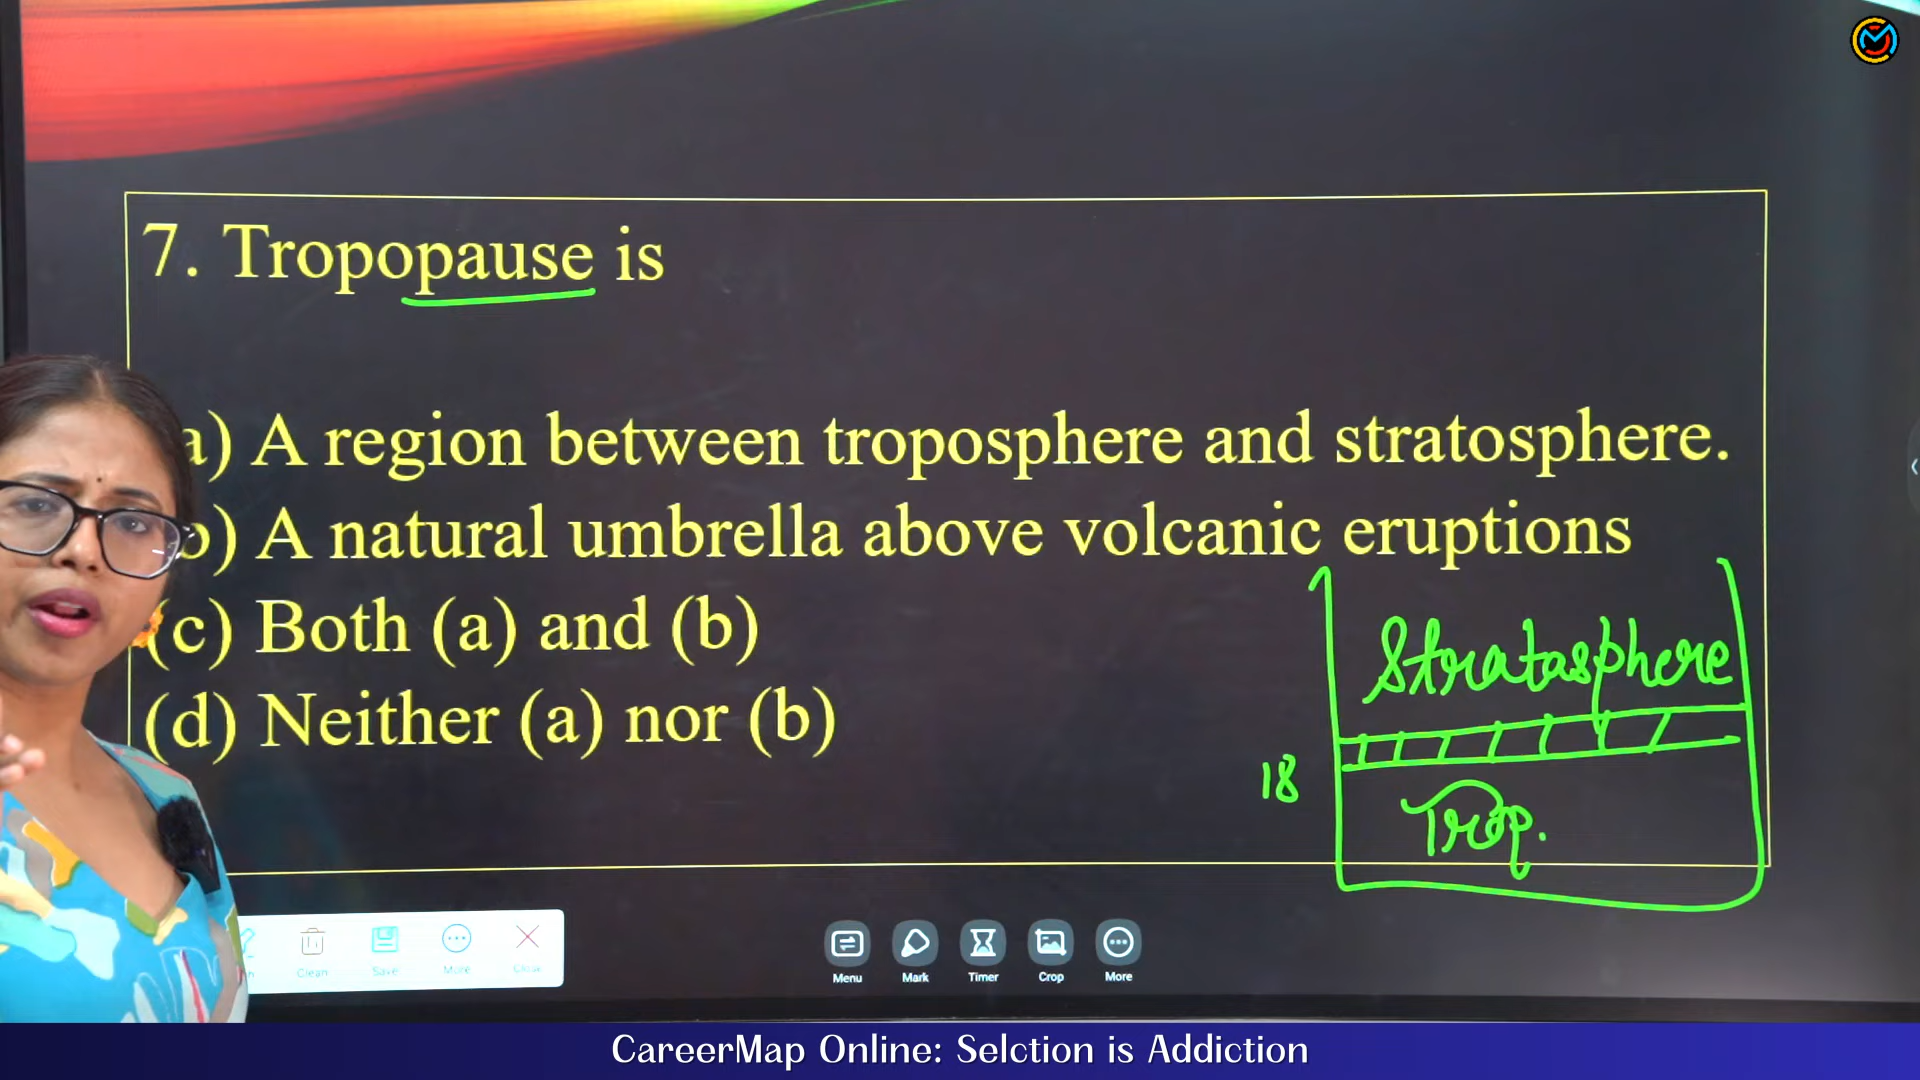 7. Tropopause is
a) A region between troposphere and stratosphere.
b) A natural umbrella above volcanic eruptions
(c) Both (a) and (b)
(d) Neither (a) nor (b)
Stratasphere
18
Trop.
Clean
Save
More
Close
Menu
Mark
Timer
Crop
More
CareerMap Online: Selction is Addiction